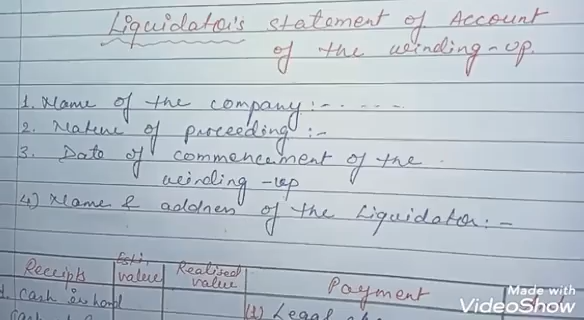 Liquidator's statement of Account
of the winding-up.
1. Name of the company:- .....
2. Nature of proceeding :-
3. Date of commencement of the
winding-up
4) Name & address of the Liquidator:-
Receipts Esti. value Realised value Payment
1. Cash in hand
(1) Legal
Made with
VideoShow